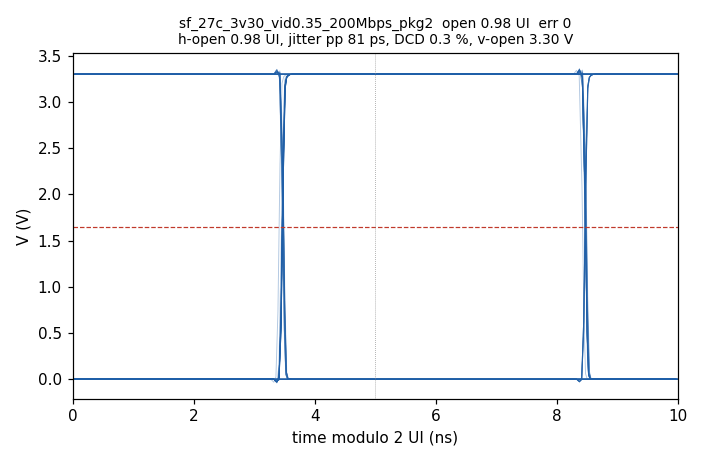 sf_27c_3v30_vid0.35_200Mbps_pkg2  open 0.98 UI  err 0
h-open 0.98 UI, jitter pp 81 ps, DCD 0.3 %, v-open 3.30 V
3.5
3.0
2.5
2.0
1.5
1.0
0.5
0.0
V (V)
0 2 4 6 8 10
time modulo 2 UI (ns)